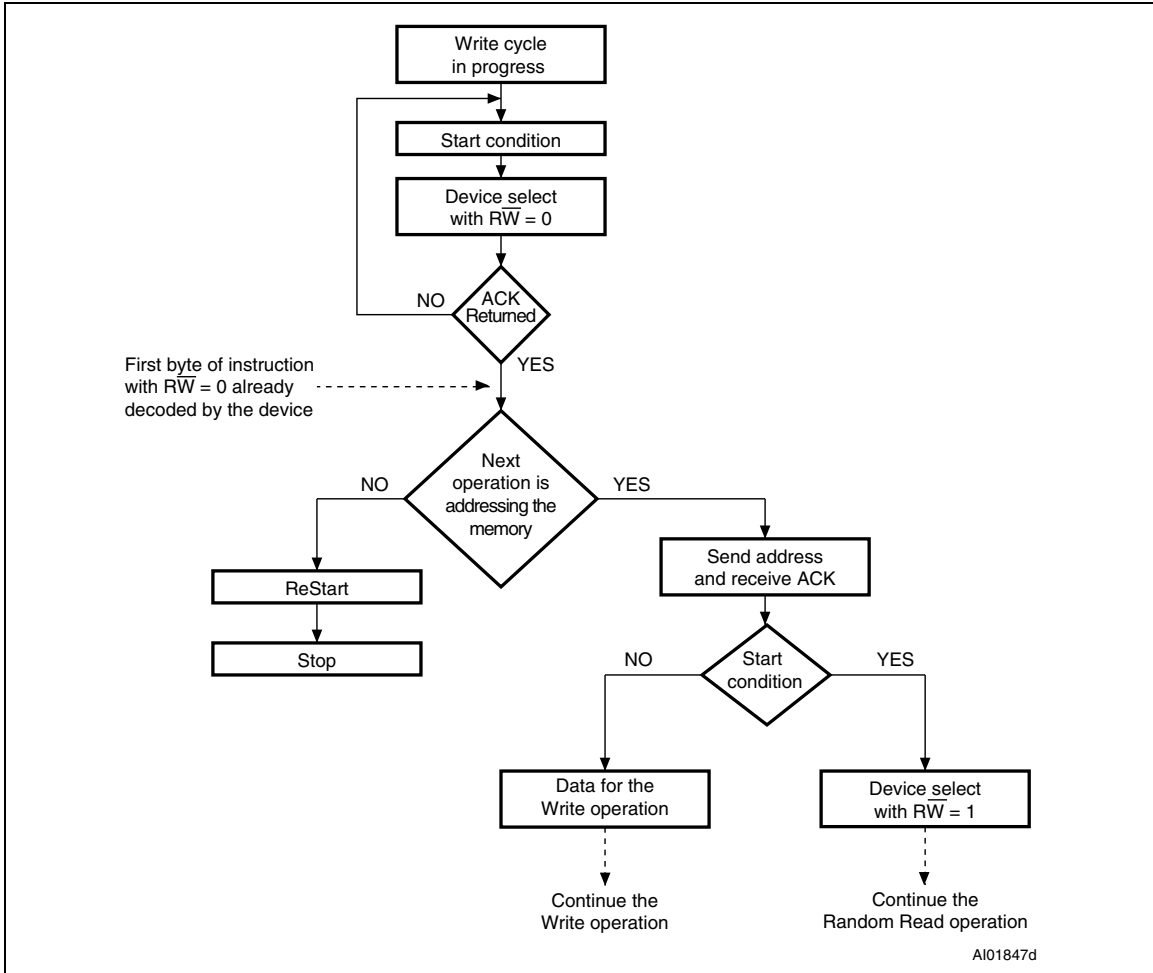 Write cycle
in progress
Start condition
Device select
with RW̅ = 0
ACK
Returned
NO
YES
First byte of instruction
with RW̅ = 0 already
decoded by the device
Next
operation is
addressing the
memory
NO
YES
ReStart
Stop
Send address
and receive ACK
Start
condition
NO
YES
Data for the
Write operation
Device select
with RW̅ = 1
Continue the
Write operation
Continue the
Random Read operation
AI01847d